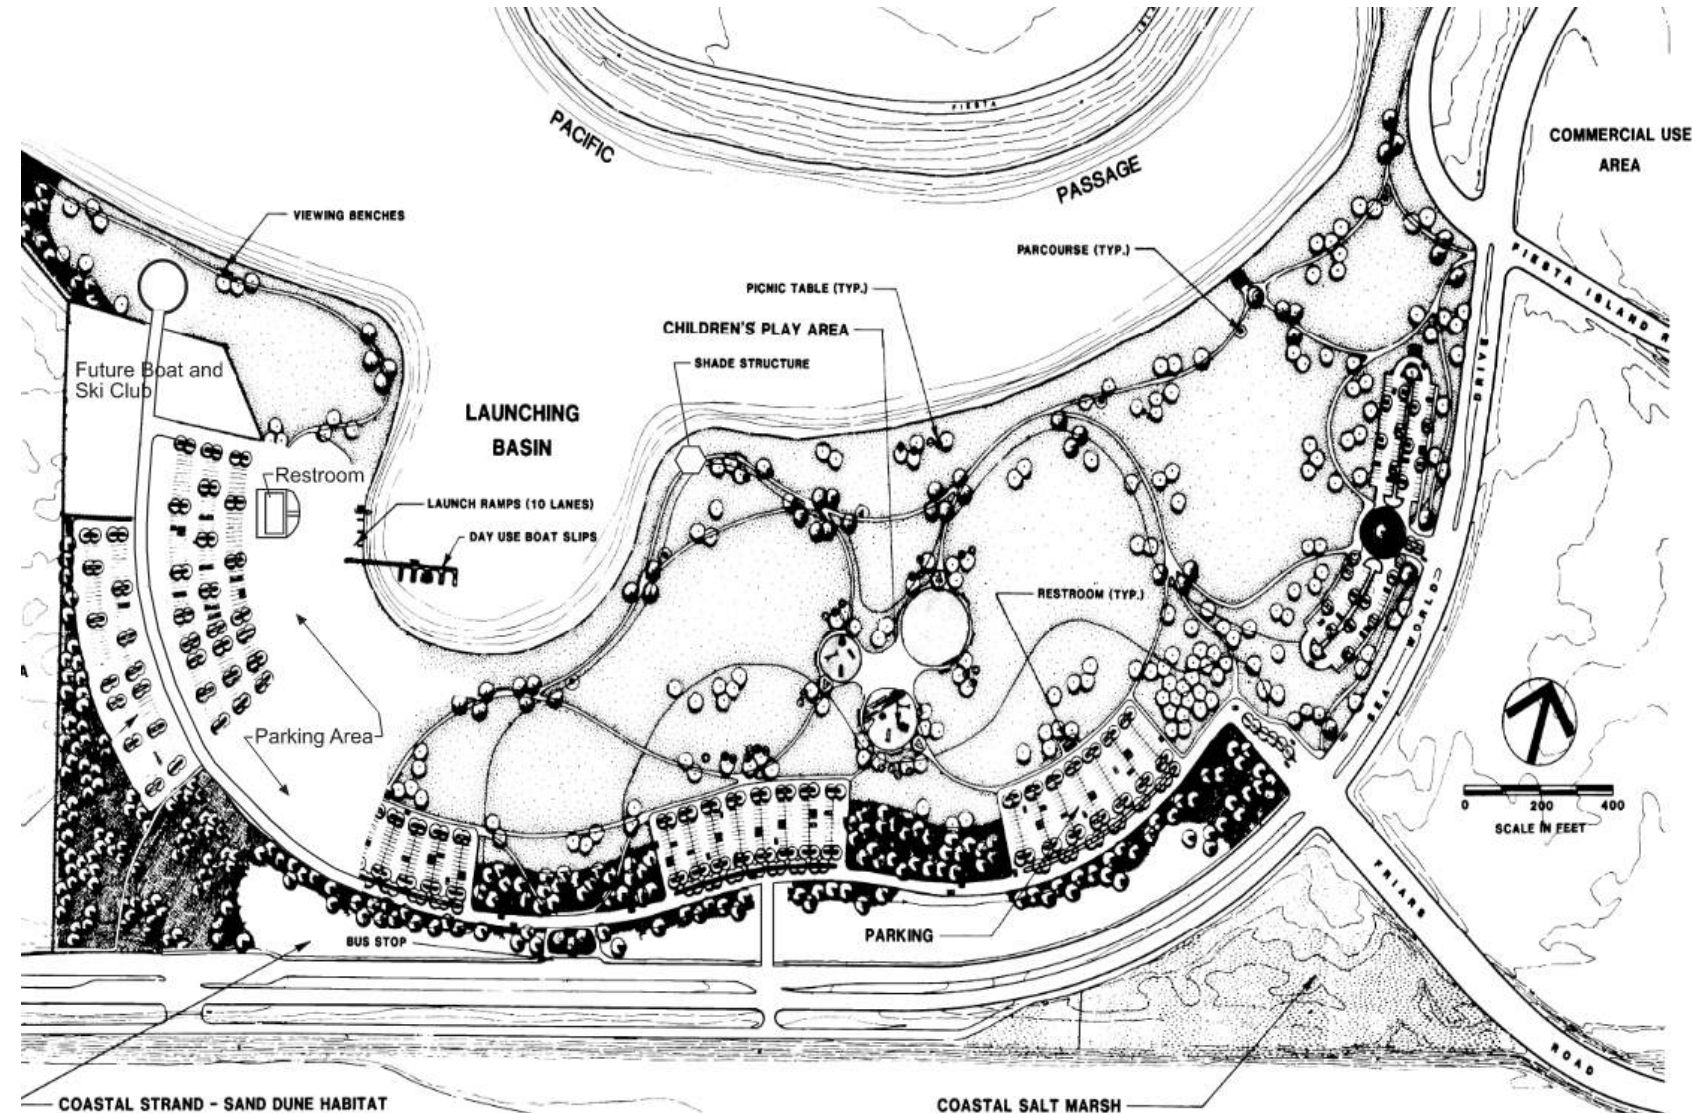 FIESTA
ISL
PACIFIC
PASSAGE
COMMERCIAL USE
AREA
VIEWING BENCHES
PARCOURSE (TYP.)
FIESTA ISLAND R
PICNIC TABLE (TYP.)
CHILDREN'S PLAY AREA
SHADE STRUCTURE
Future Boat and
Ski Club
LAUNCHING
BASIN
Restroom
LAUNCH RAMPS (10 LANES)
DAY USE BOAT SLIPS
RESTROOM (TYP.)
SEA WORLD DRIVE
A
Parking Area
0 200 400
SCALE IN FEET
FRIARS ROAD
BUS STOP
PARKING
COASTAL STRAND - SAND DUNE HABITAT
COASTAL SALT MARSH